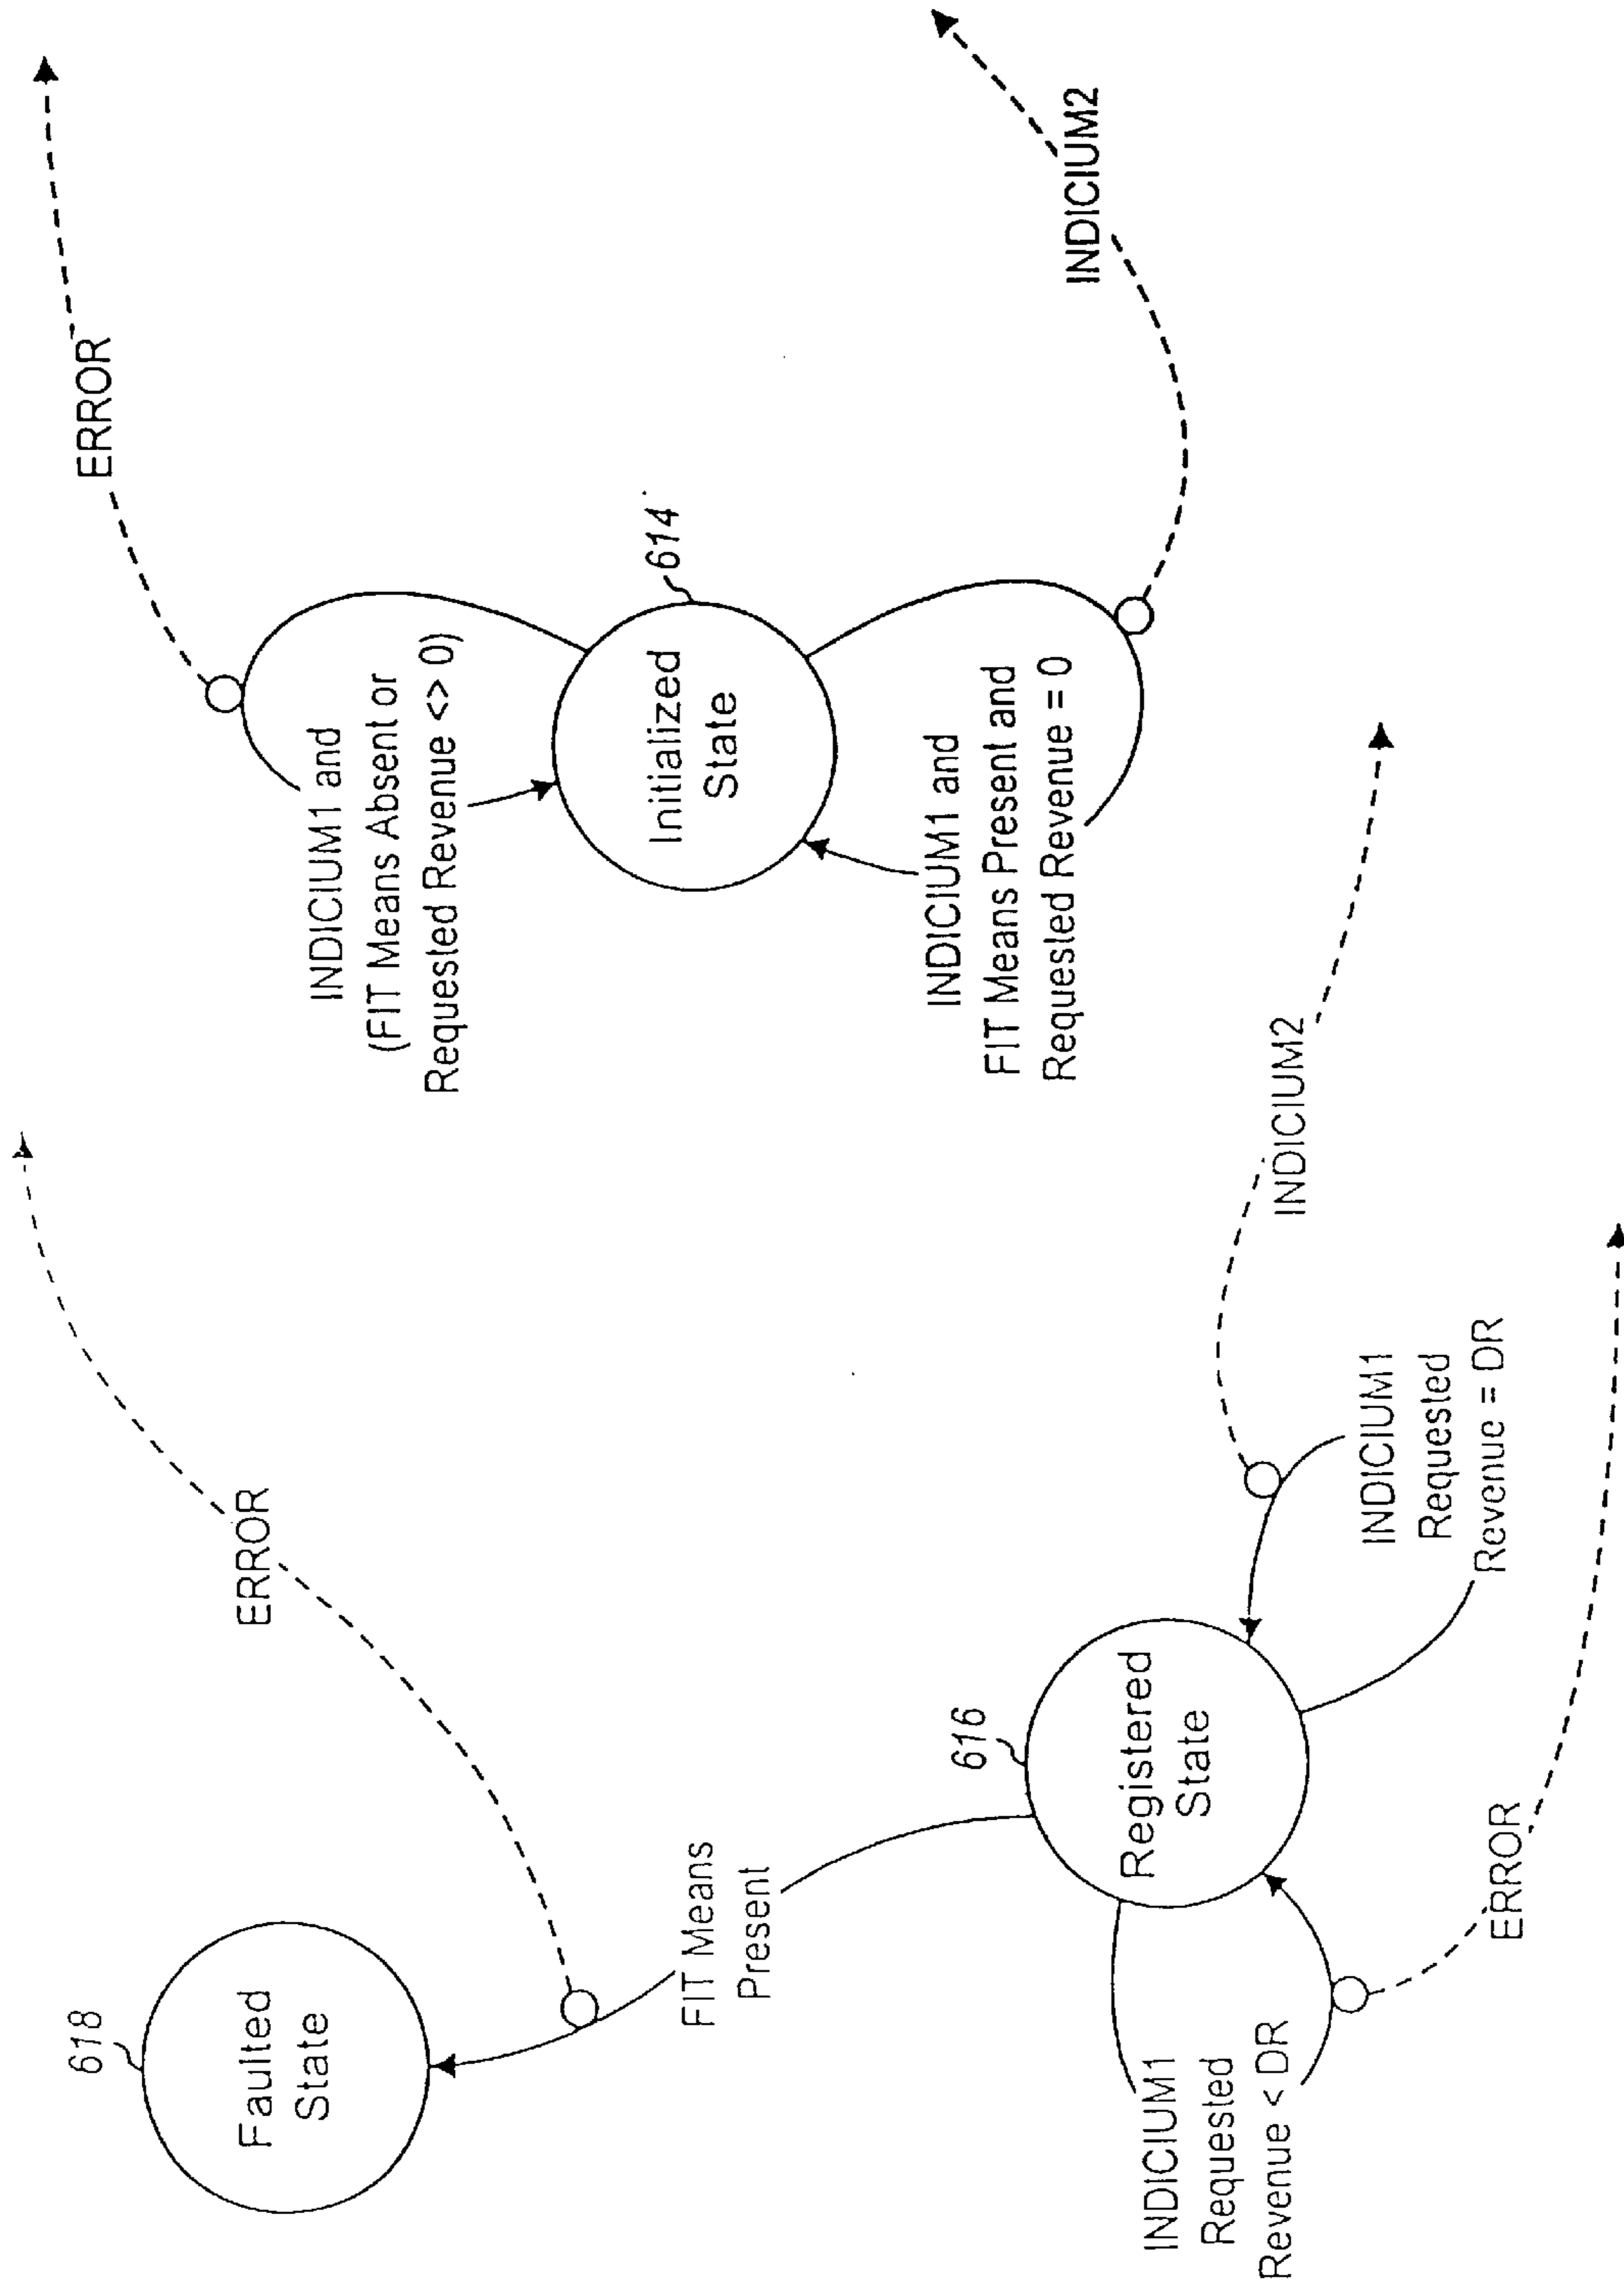 618
Faulted
State
ERROR
FIT Means
Present
616
Registered
State
INDICIUM1
Requested
Revenue < DR
ERROR
INDICIUM1
Requested
Revenue = DR
INDICIUM2
ERROR
INDICIUM1 and
(FIT Means Absent or
Requested Revenue <> 0)
614
Initialized
State
INDICIUM1 and
FIT Means Present and
Requested Revenue = 0
INDICIUM2